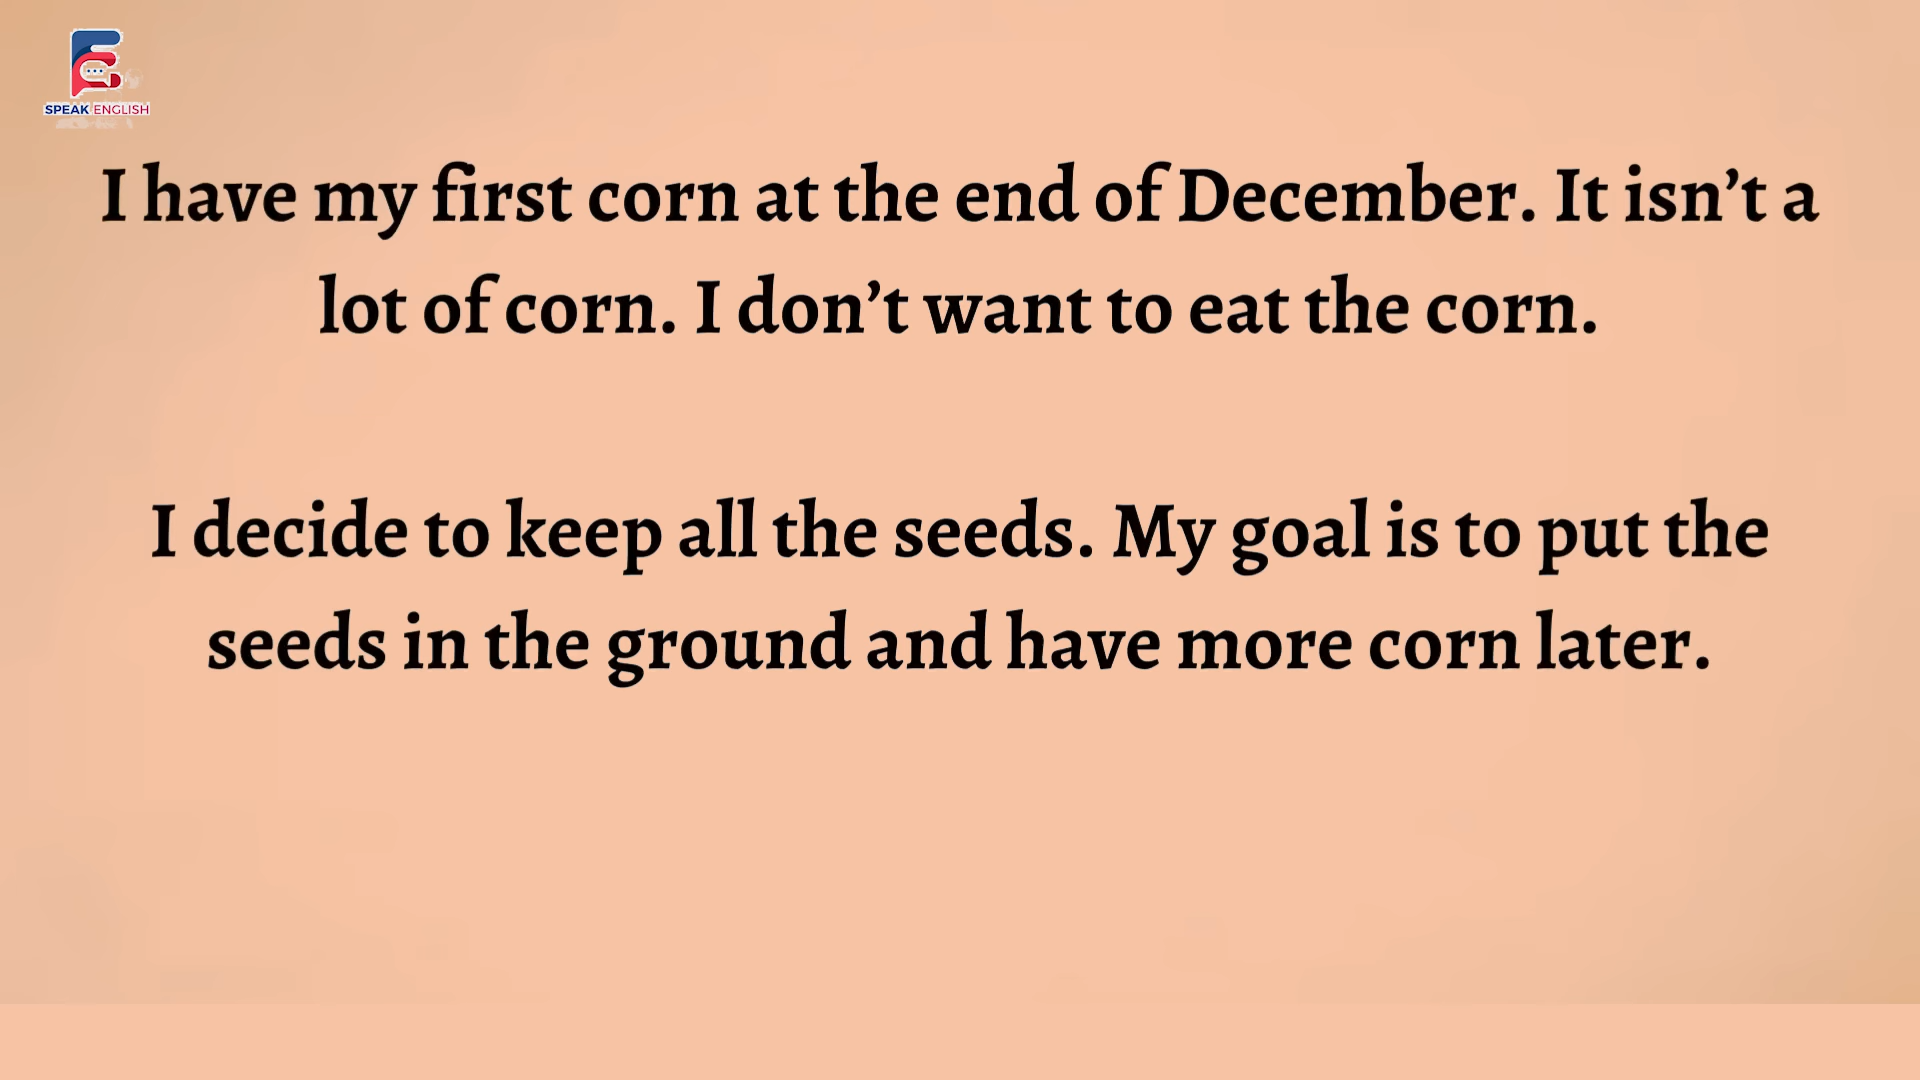 SPEAK ENGLISH
I have my first corn at the end of December. It isn’t a
lot of corn. I don’t want to eat the corn.
I decide to keep all the seeds. My goal is to put the
seeds in the ground and have more corn later.